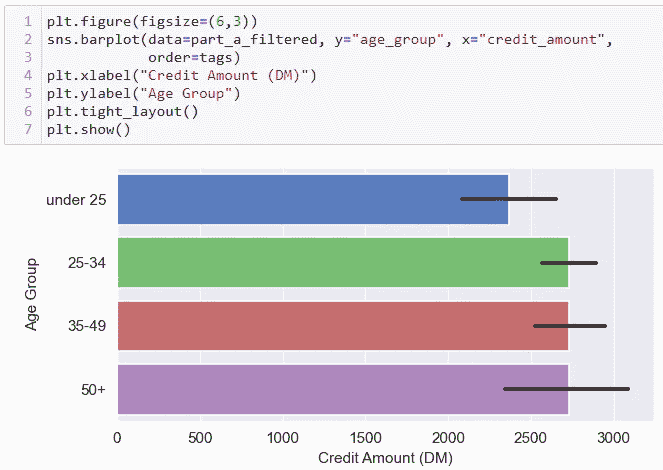 1 plt.figure(figsize=(6,3))
2 sns.barplot(data=part_a_filtered, y="age_group", x="credit_amount",
3             order=tags)
4 plt.xlabel("Credit Amount (DM)")
5 plt.ylabel("Age Group")
6 plt.tight_layout()
7 plt.show()
under 25
25-34
35-49
50+
Age Group
0 500 1000 1500 2000 2500 3000
Credit Amount (DM)